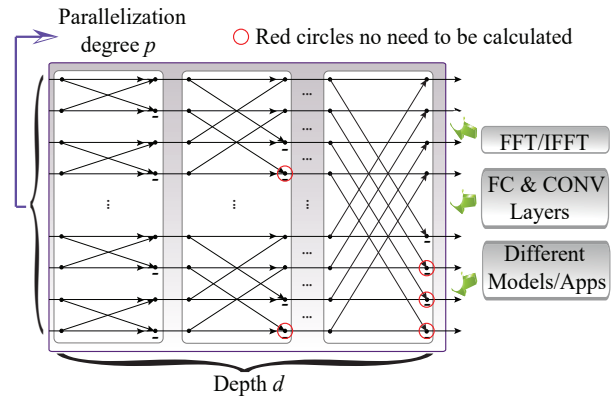 Parallelization
degree p
Red circles no need to be calculated
FFT/IFFT
FC & CONV
Layers
Different
Models/Apps
Depth d